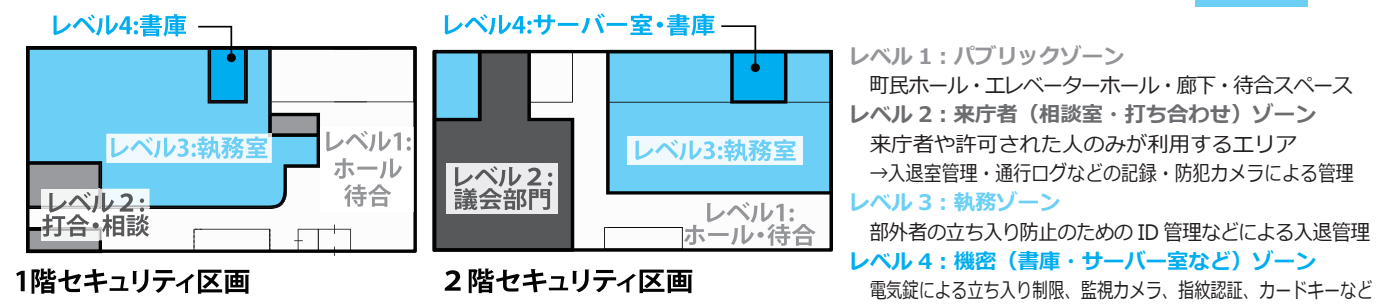 レベル4:書庫
レベル3:執務室
レベル1:
ホール
待合
レベル２:
打合・相談
1階セキュリティ区画
レベル4:サーバー室・書庫
レベル３:執務室
レベル２:
議会部門
レベル1:
ホール・待合
２階セキュリティ区画
レベル 1：パブリックゾーン
町民ホール・エレベーターホール・廊下・待合スペース
レベル 2：来庁者（相談室・打ち合わせ）ゾーン
来庁者や許可された人のみが利用するエリア
→入退室管理・通行ログなどの記録・防犯カメラによる管理
レベル 3：執務ゾーン
部外者の立ち入り防止のための ID 管理などによる入退管理
レベル 4：機密（書庫・サーバー室など）ゾーン
電気錠による立ち入り制限、監視カメラ、指紋認証、カードキーなど